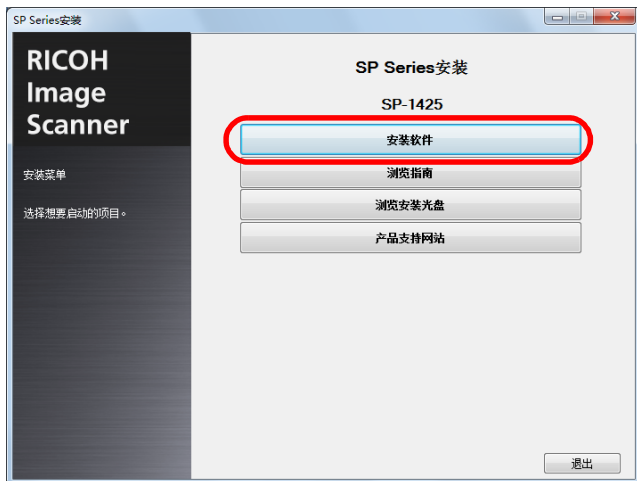 SP Series安装
RICOH
Image
Scanner
安装菜单
选择想要启动的项目。
SP Series安装
SP-1425
安装软件
浏览指南
浏览安装光盘
产品支持网站
退出